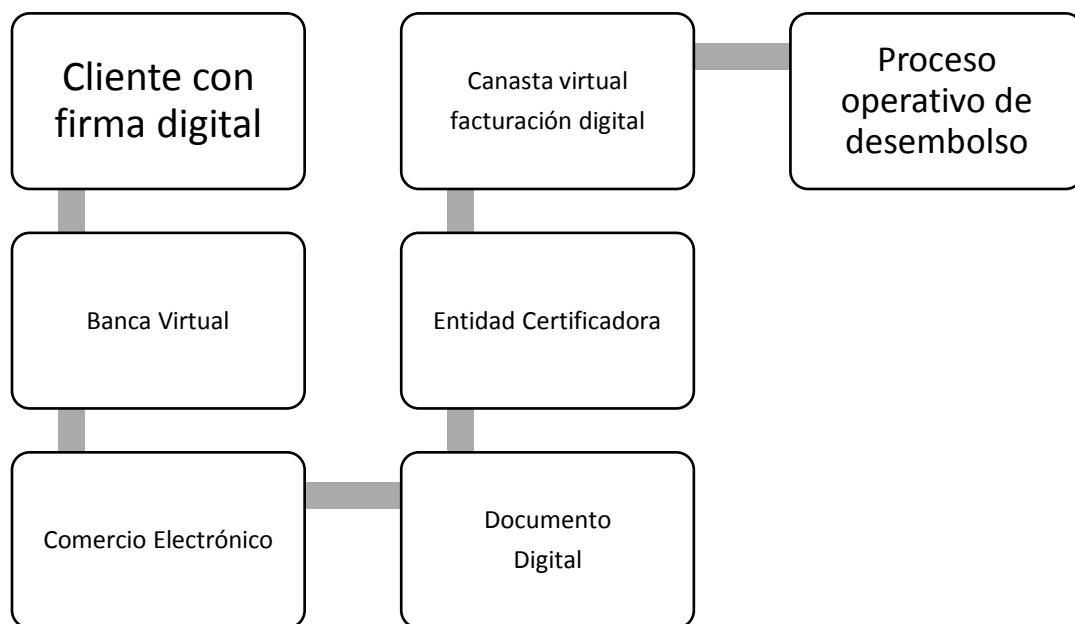 Cliente con
firma digital
Banca Virtual
Comercio Electrónico
Documento
Digital
Entidad Certificadora
Canasta virtual
facturación digital
Proceso
operativo de
desembolso